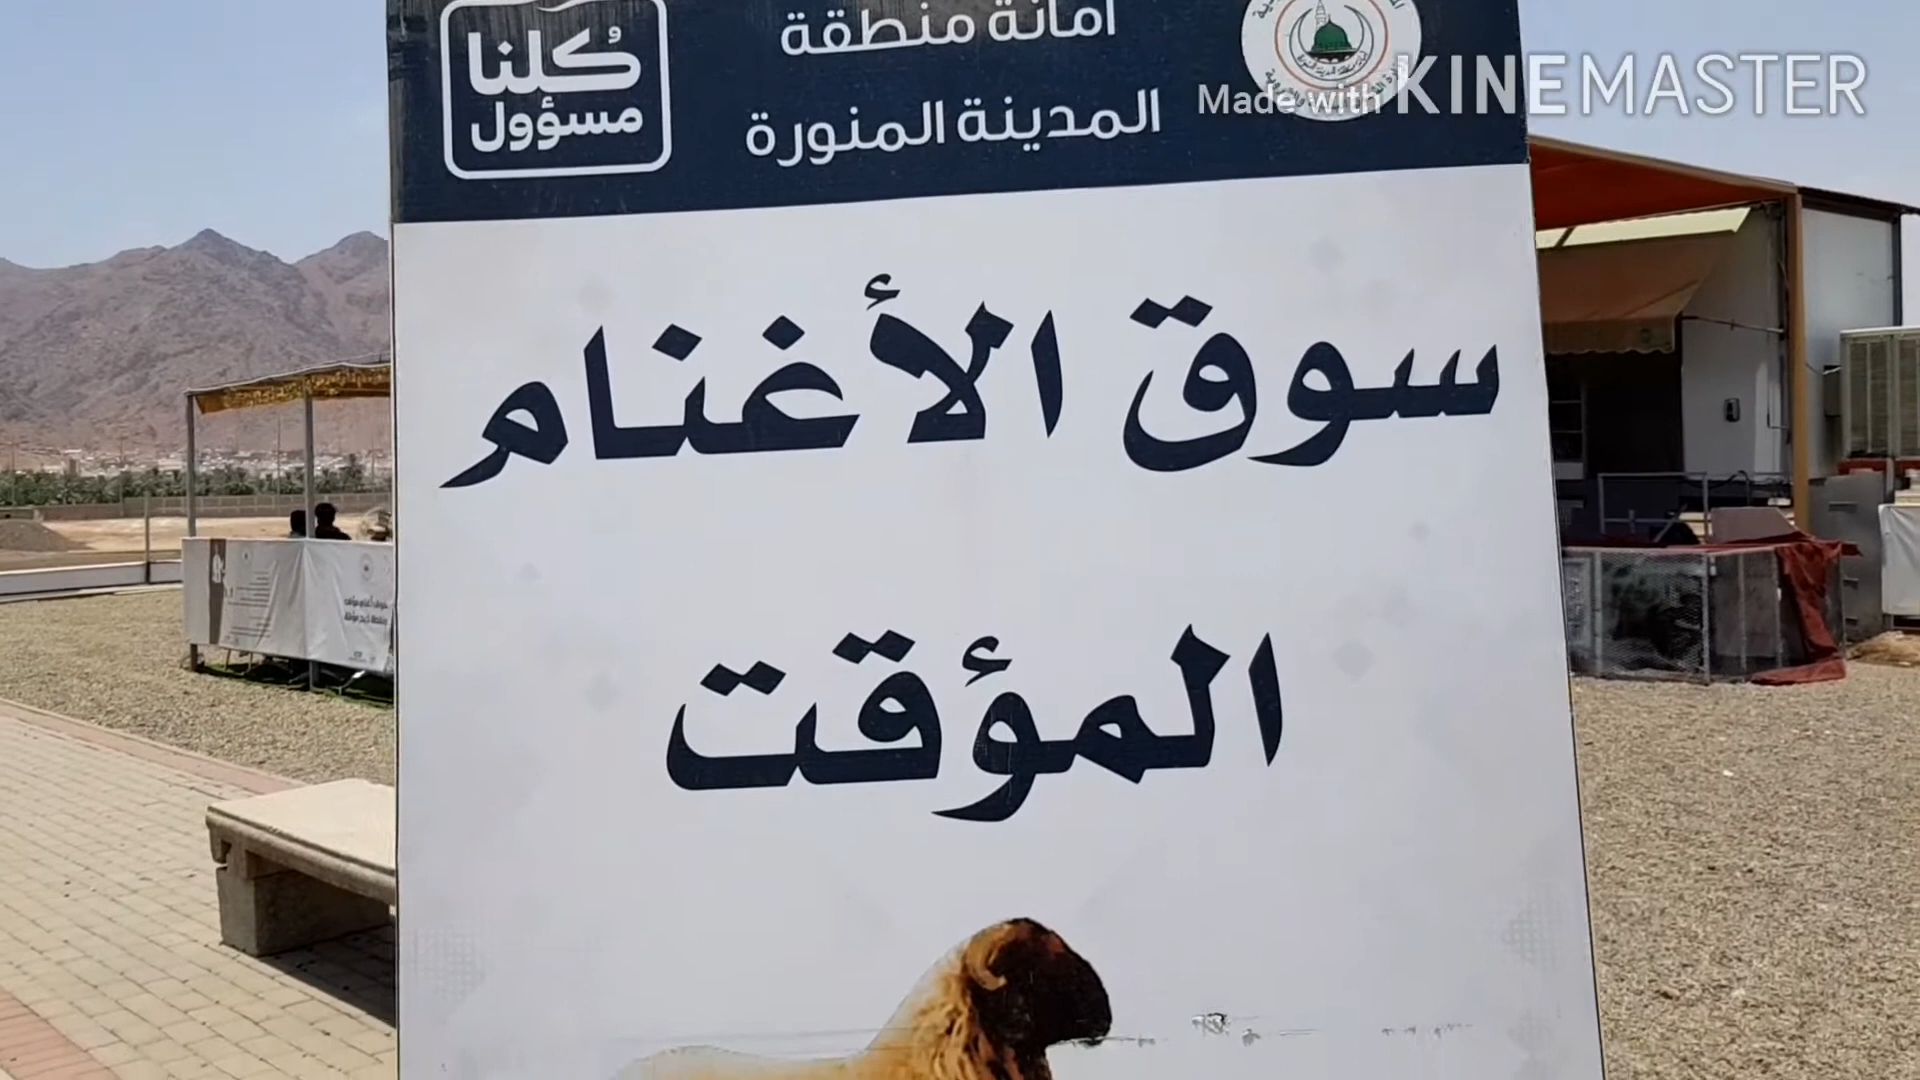 كلنا
مسؤول
أمانة منطقة
المدينة المنورة
Made with KINEMASTER
سوق الأغنام
المؤقت